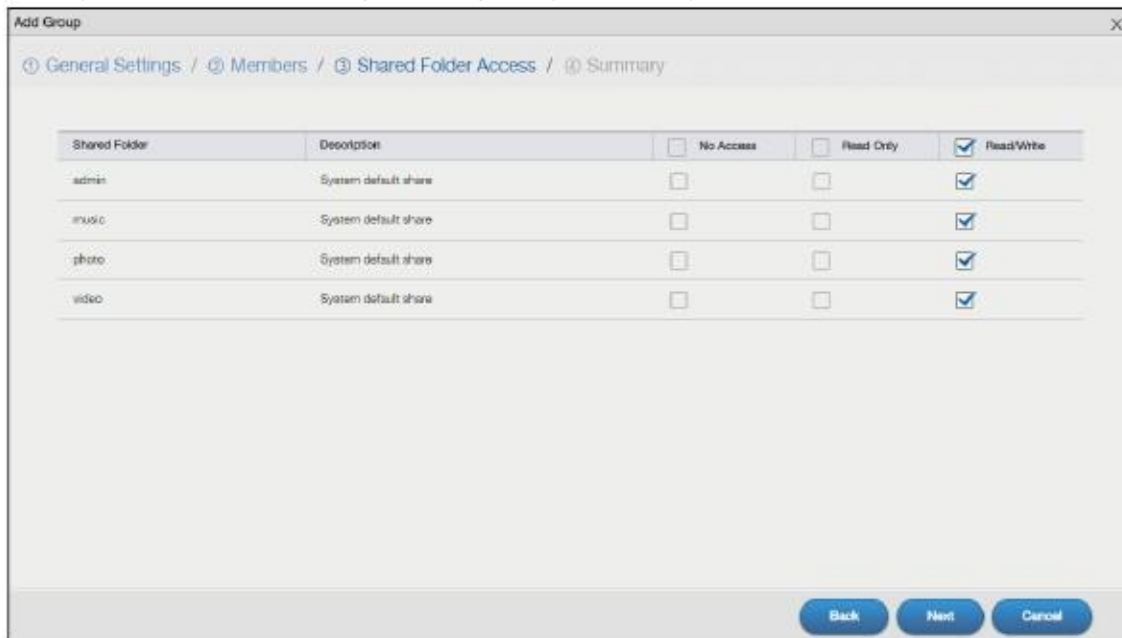 Add Group X
① General Settings / ② Members / ③ Shared Folder Access / ④ Summary
Shared Folder Description No Access Read Only Read/Write
admin System default share
music System default share
photo System default share
video System default share
Back Next Cancel